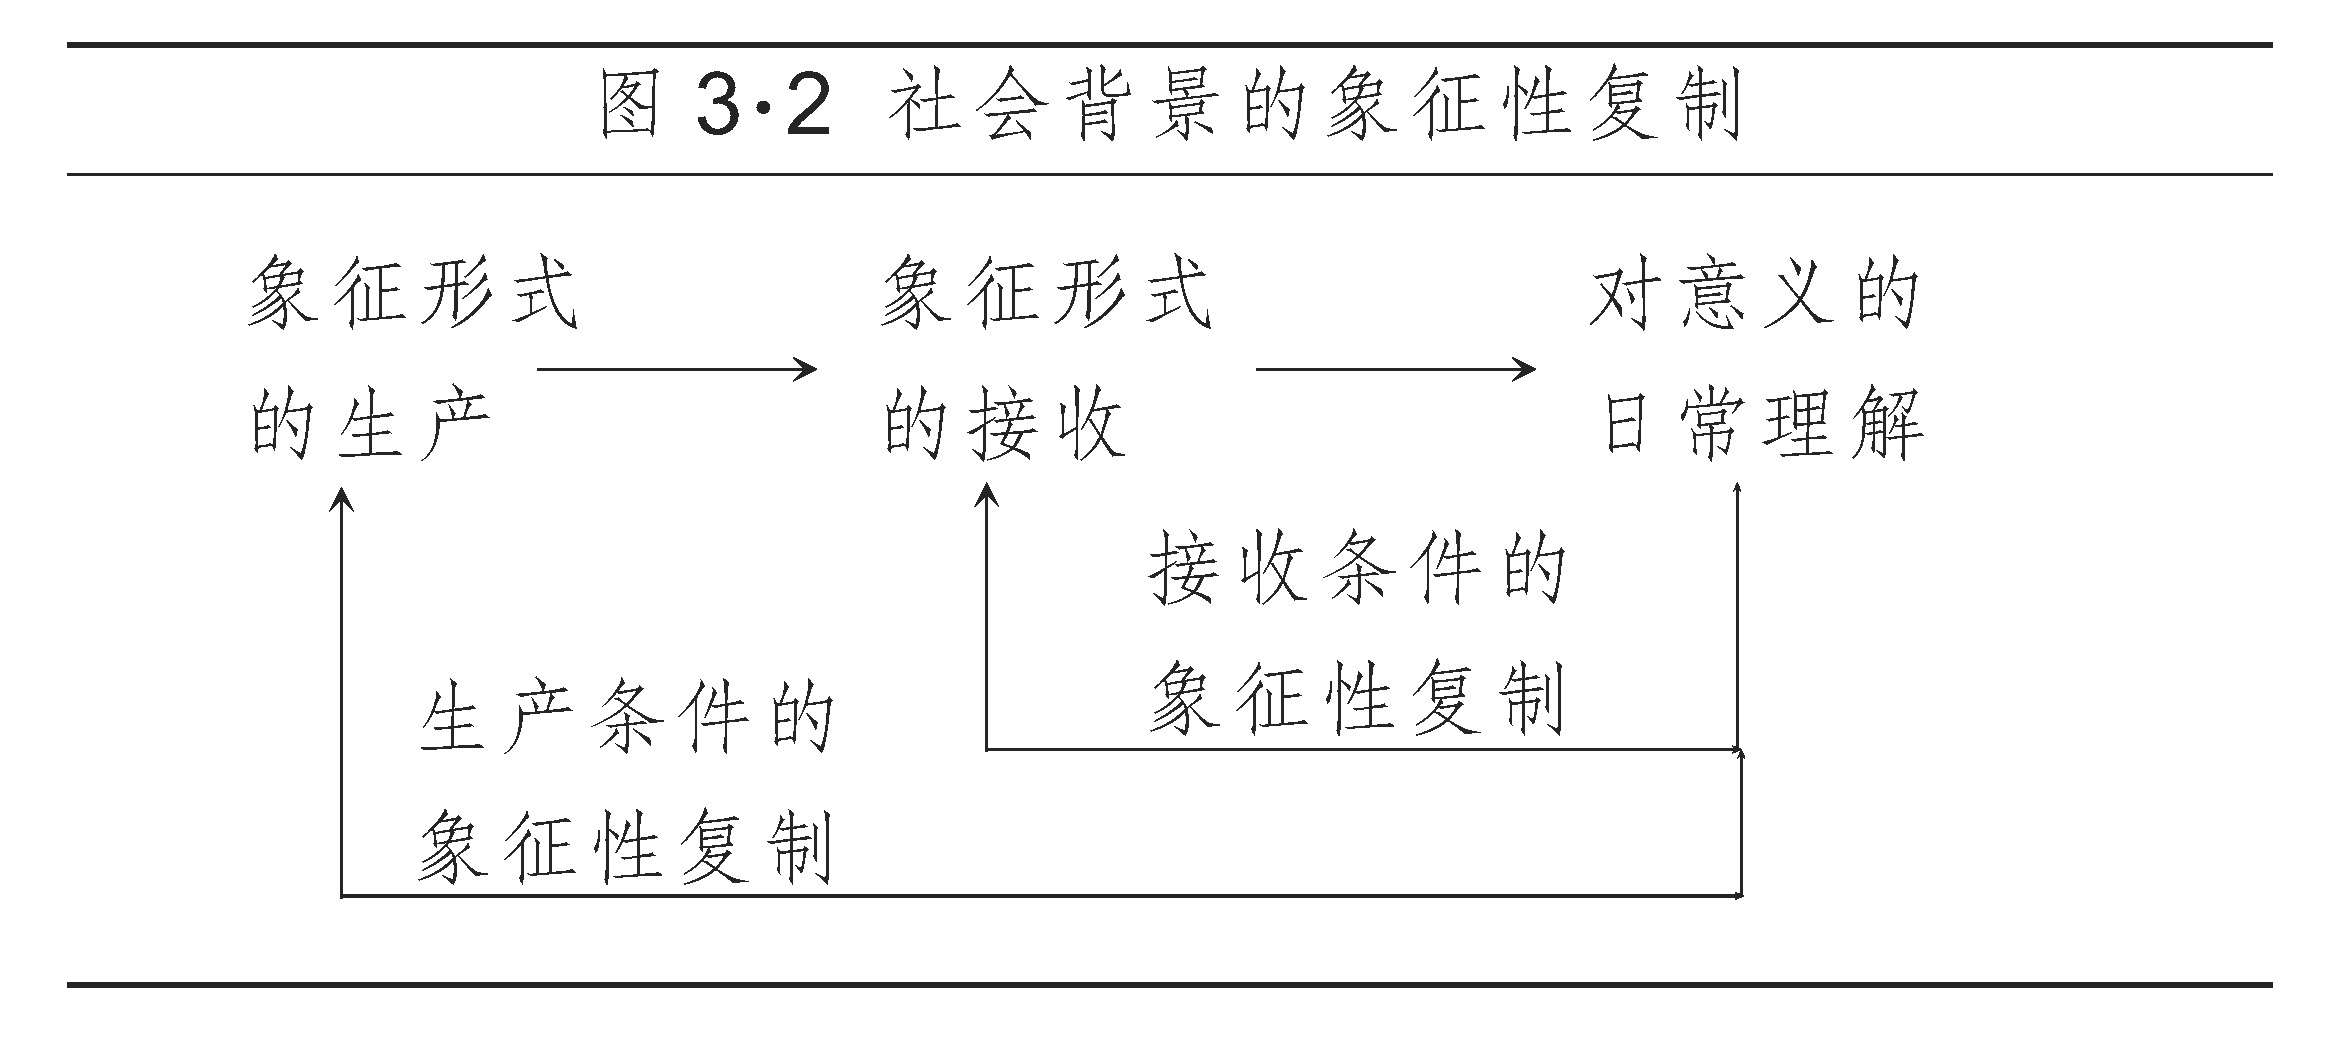 图 3·2 社会背景的象征性复制
象征形式
的生产
象征形式
的接收
对意义的
日常理解
接收条件的
象征性复制
生产条件的
象征性复制